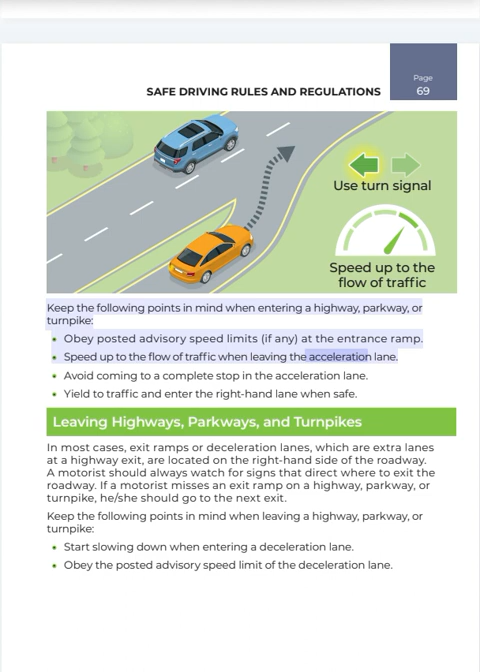 Page
69
SAFE DRIVING RULES AND REGULATIONS
Use turn signal
Speed up to the
flow of traffic
Keep the following points in mind when entering a highway, parkway, or
turnpike:
• Obey posted advisory speed limits (if any) at the entrance ramp.
• Speed up to the flow of traffic when leaving the acceleration lane.
• Avoid coming to a complete stop in the acceleration lane.
• Yield to traffic and enter the right-hand lane when safe.
Leaving Highways, Parkways, and Turnpikes
In most cases, exit ramps or deceleration lanes, which are extra lanes
at a highway exit, are located on the right-hand side of the roadway.
A motorist should always watch for signs that direct where to exit the
roadway. If a motorist misses an exit ramp on a highway, parkway, or
turnpike, he/she should go to the next exit.
Keep the following points in mind when leaving a highway, parkway, or
turnpike:
• Start slowing down when entering a deceleration lane.
• Obey the posted advisory speed limit of the deceleration lane.